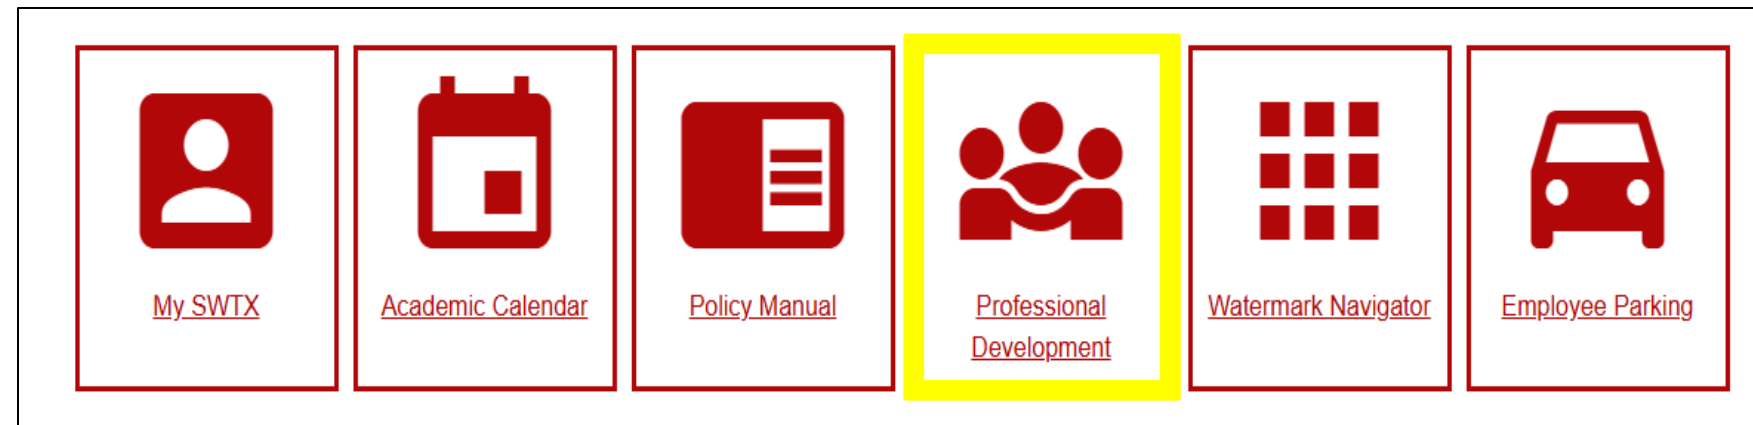 My SWTX
Academic Calendar
Policy Manual
Professional
Development
Watermark Navigator
Employee Parking